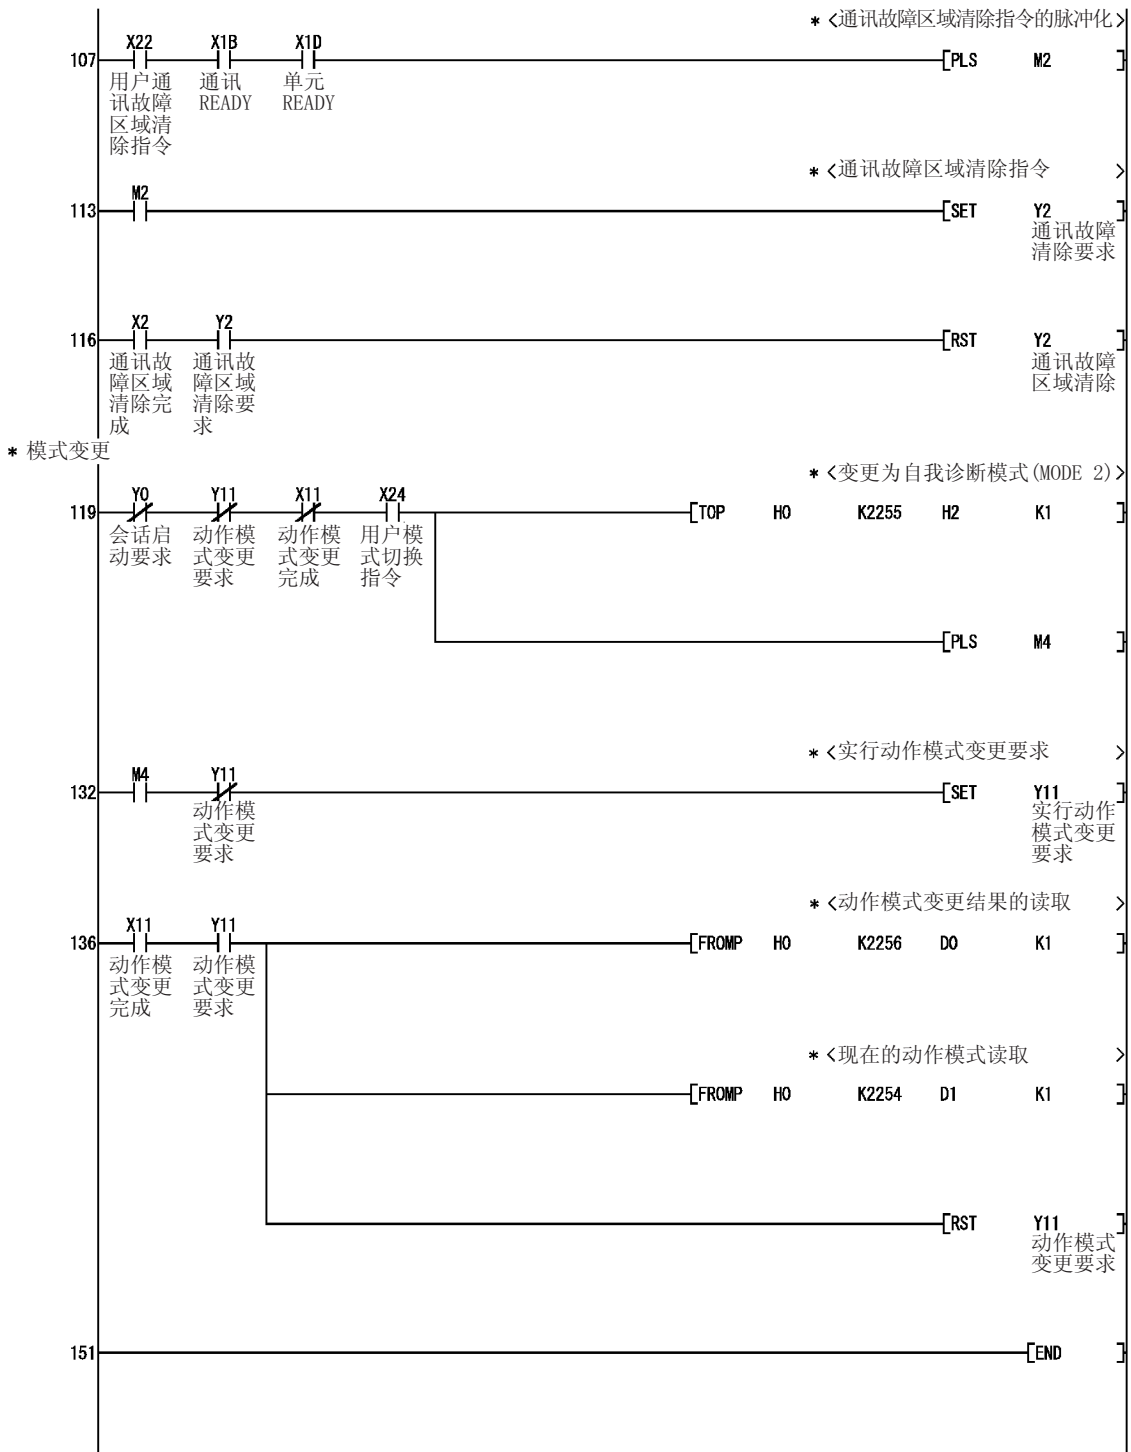 * <通讯故障区域清除指令的脉冲化>
X22 X1B X1D
107 [PLS M2 ]
用户通 通讯 单元
讯故障 READY READY
区域清
除指令
* <通讯故障区域清除指令 >
M2
113 [SET Y2 ]
通讯故障
清除要求
X2 Y2
116 [RST Y2 ]
通讯故 通讯故 通讯故障
障区域 障区域 区域清除
清除完 清除要
成 求
* 模式变更
* <变更为自我诊断模式(MODE 2)>
Y0 Y11 X11 X24
119 [TOP H0 K2255 H2 K1 ]
会话启 动作模 动作模 用户模
动要求 式变更 式变更 式切换
要求 完成 指令
[PLS M4 ]
* <实行动作模式变更要求 >
M4 Y11
132 [SET Y11 ]
动作模 实行动作
式变更 模式变更
要求 要求
* <动作模式变更结果的读取 >
X11 Y11
136 [FROMP H0 K2256 D0 K1 ]
动作模 动作模
式变更 式变更
完成 要求
* <现在的动作模式读取 >
[FROMP H0 K2254 D1 K1 ]
[RST Y11 ]
动作模式
变更要求
151 [END ]